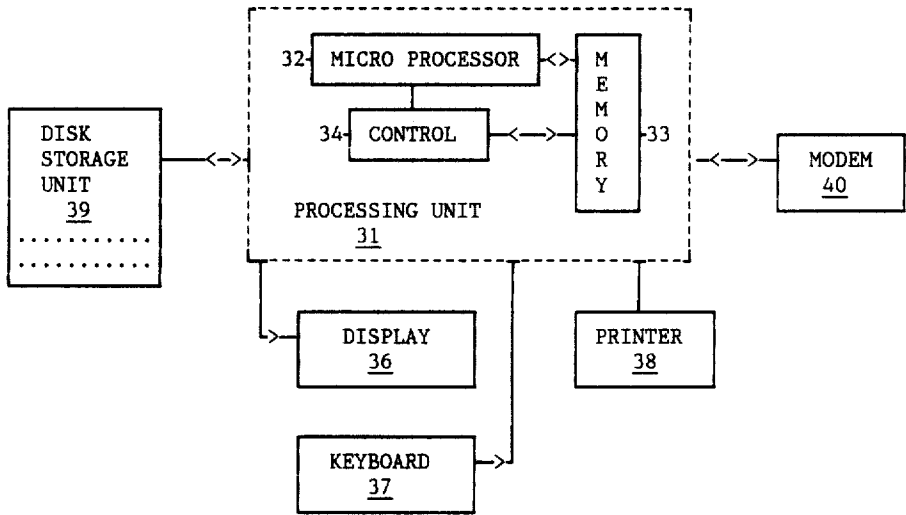 32 MICRO PROCESSOR <>
MEMORY
33
34 CONTROL < >
DISK
STORAGE
UNIT
39
< >
PROCESSING UNIT
31
< >
MODEM
40
> DISPLAY
36
PRINTER
38
KEYBOARD >
37